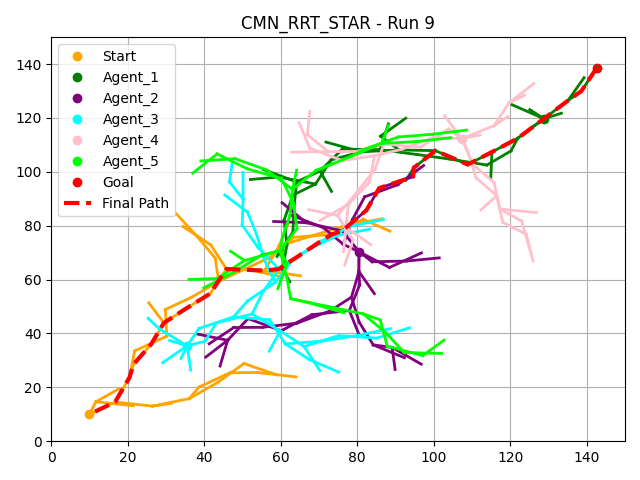 CMN_RRT_STAR - Run 9
Start
Agent_1
Agent_2
Agent_3
Agent_4
Agent_5
Goal
Final Path
140
120
100
80
60
40
20
0
0 20 40 60 80 100 120 140